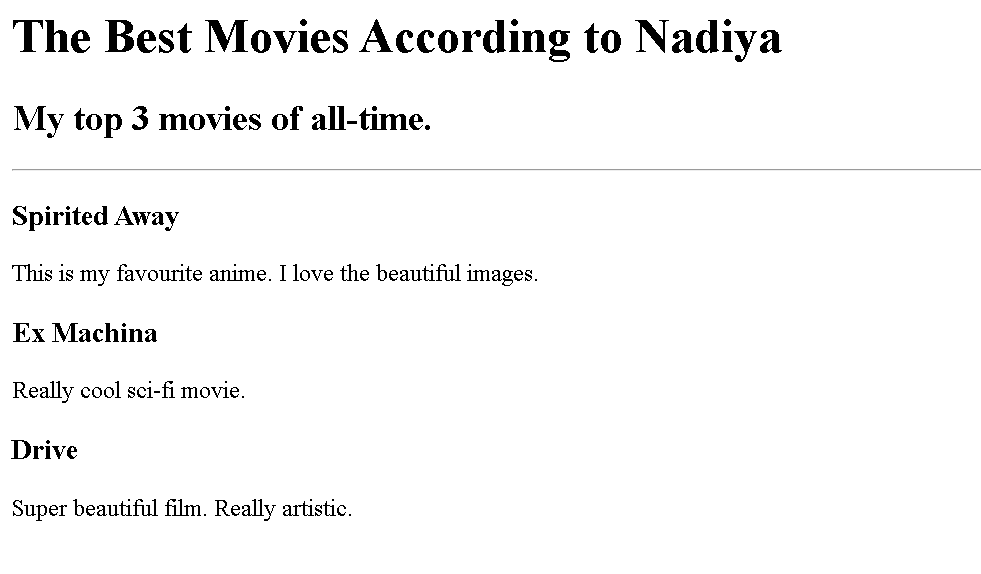 The Best Movies According to Nadiya
My top 3 movies of all-time.
Spirited Away
This is my favourite anime. I love the beautiful images.
Ex Machina
Really cool sci-fi movie.
Drive
Super beautiful film. Really artistic.